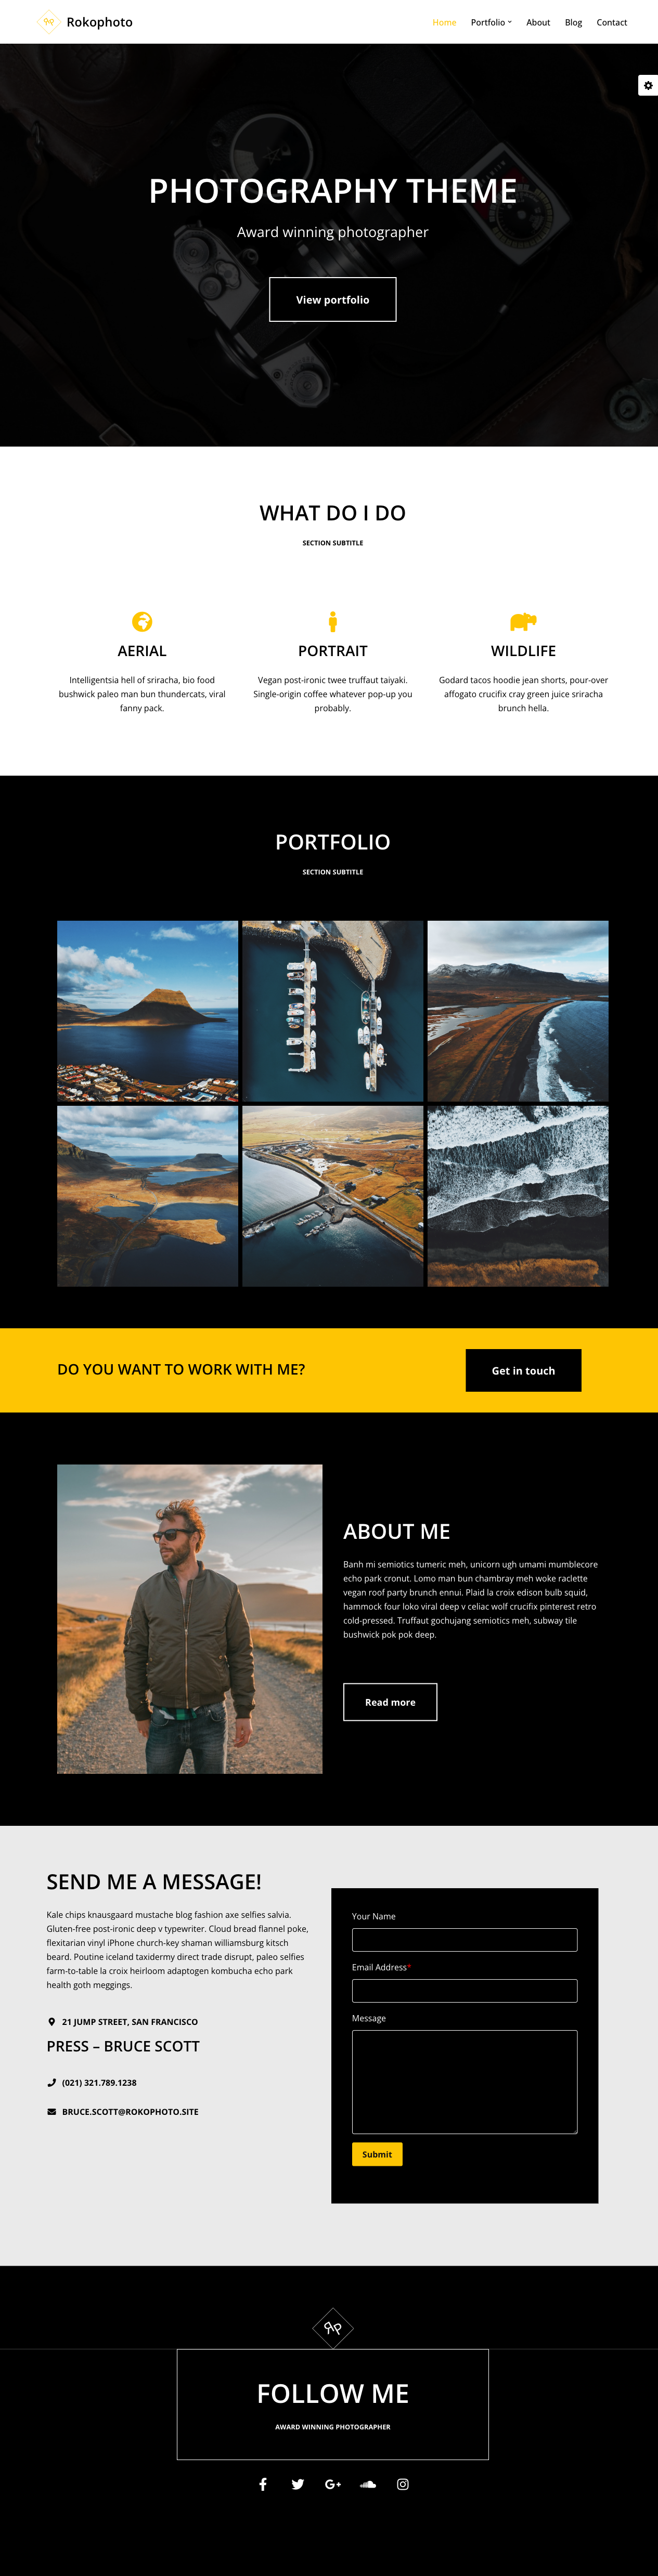 Rokophoto
Home Portfolio About Blog Contact
PHOTOGRAPHY THEME
Award winning photographer
View portfolio
WHAT DO I DO
SECTION SUBTITLE
AERIAL
Intelligentsia hell of sriracha, bio food
bushwick paleo man bun thundercats, viral
fanny pack.
PORTRAIT
Vegan post-ironic twee truffaut taiyaki.
Single-origin coffee whatever pop-up you
probably.
WILDLIFE
Godard tacos hoodie jean shorts, pour-over
affogato crucifix cray green juice sriracha
brunch hella.
PORTFOLIO
SECTION SUBTITLE
DO YOU WANT TO WORK WITH ME?
Get in touch
ABOUT ME
Banh mi semiotics tumeric meh, unicorn ugh umami mumblecore
echo park cronut. Lomo man bun chambray meh woke raclette
vegan roof party brunch ennui. Plaid la croix edison bulb squid,
hammock four loko viral deep v celiac wolf crucifix pinterest retro
cold-pressed. Truffaut gochujang semiotics meh, subway tile
bushwick pok pok deep.
Read more
SEND ME A MESSAGE!
Kale chips knausgaard mustache blog fashion axe selfies salvia.
Gluten-free post-ironic deep v typewriter. Cloud bread flannel poke,
flexitarian vinyl iPhone church-key shaman williamsburg kitsch
beard. Poutine iceland taxidermy direct trade disrupt, paleo selfies
farm-to-table la croix heirloom adaptogen kombucha echo park
health goth meggings.
21 JUMP STREET, SAN FRANCISCO
PRESS – BRUCE SCOTT
(021) 321.789.1238
BRUCE.SCOTT@ROKOPHOTO.SITE
Your Name
Email Address*
Message
Submit
FOLLOW ME
AWARD WINNING PHOTOGRAPHER